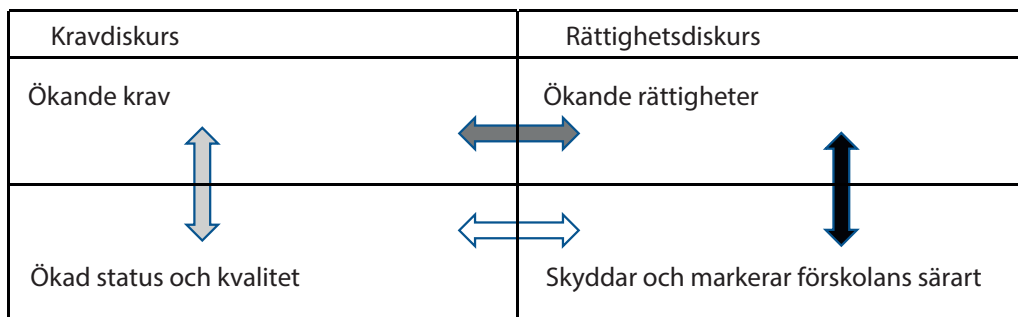 Kravdiskurs
Rättighetsdiskurs
Ökande krav
Ökande rättigheter
Ökad status och kvalitet
Skyddar och markerar förskolans särart